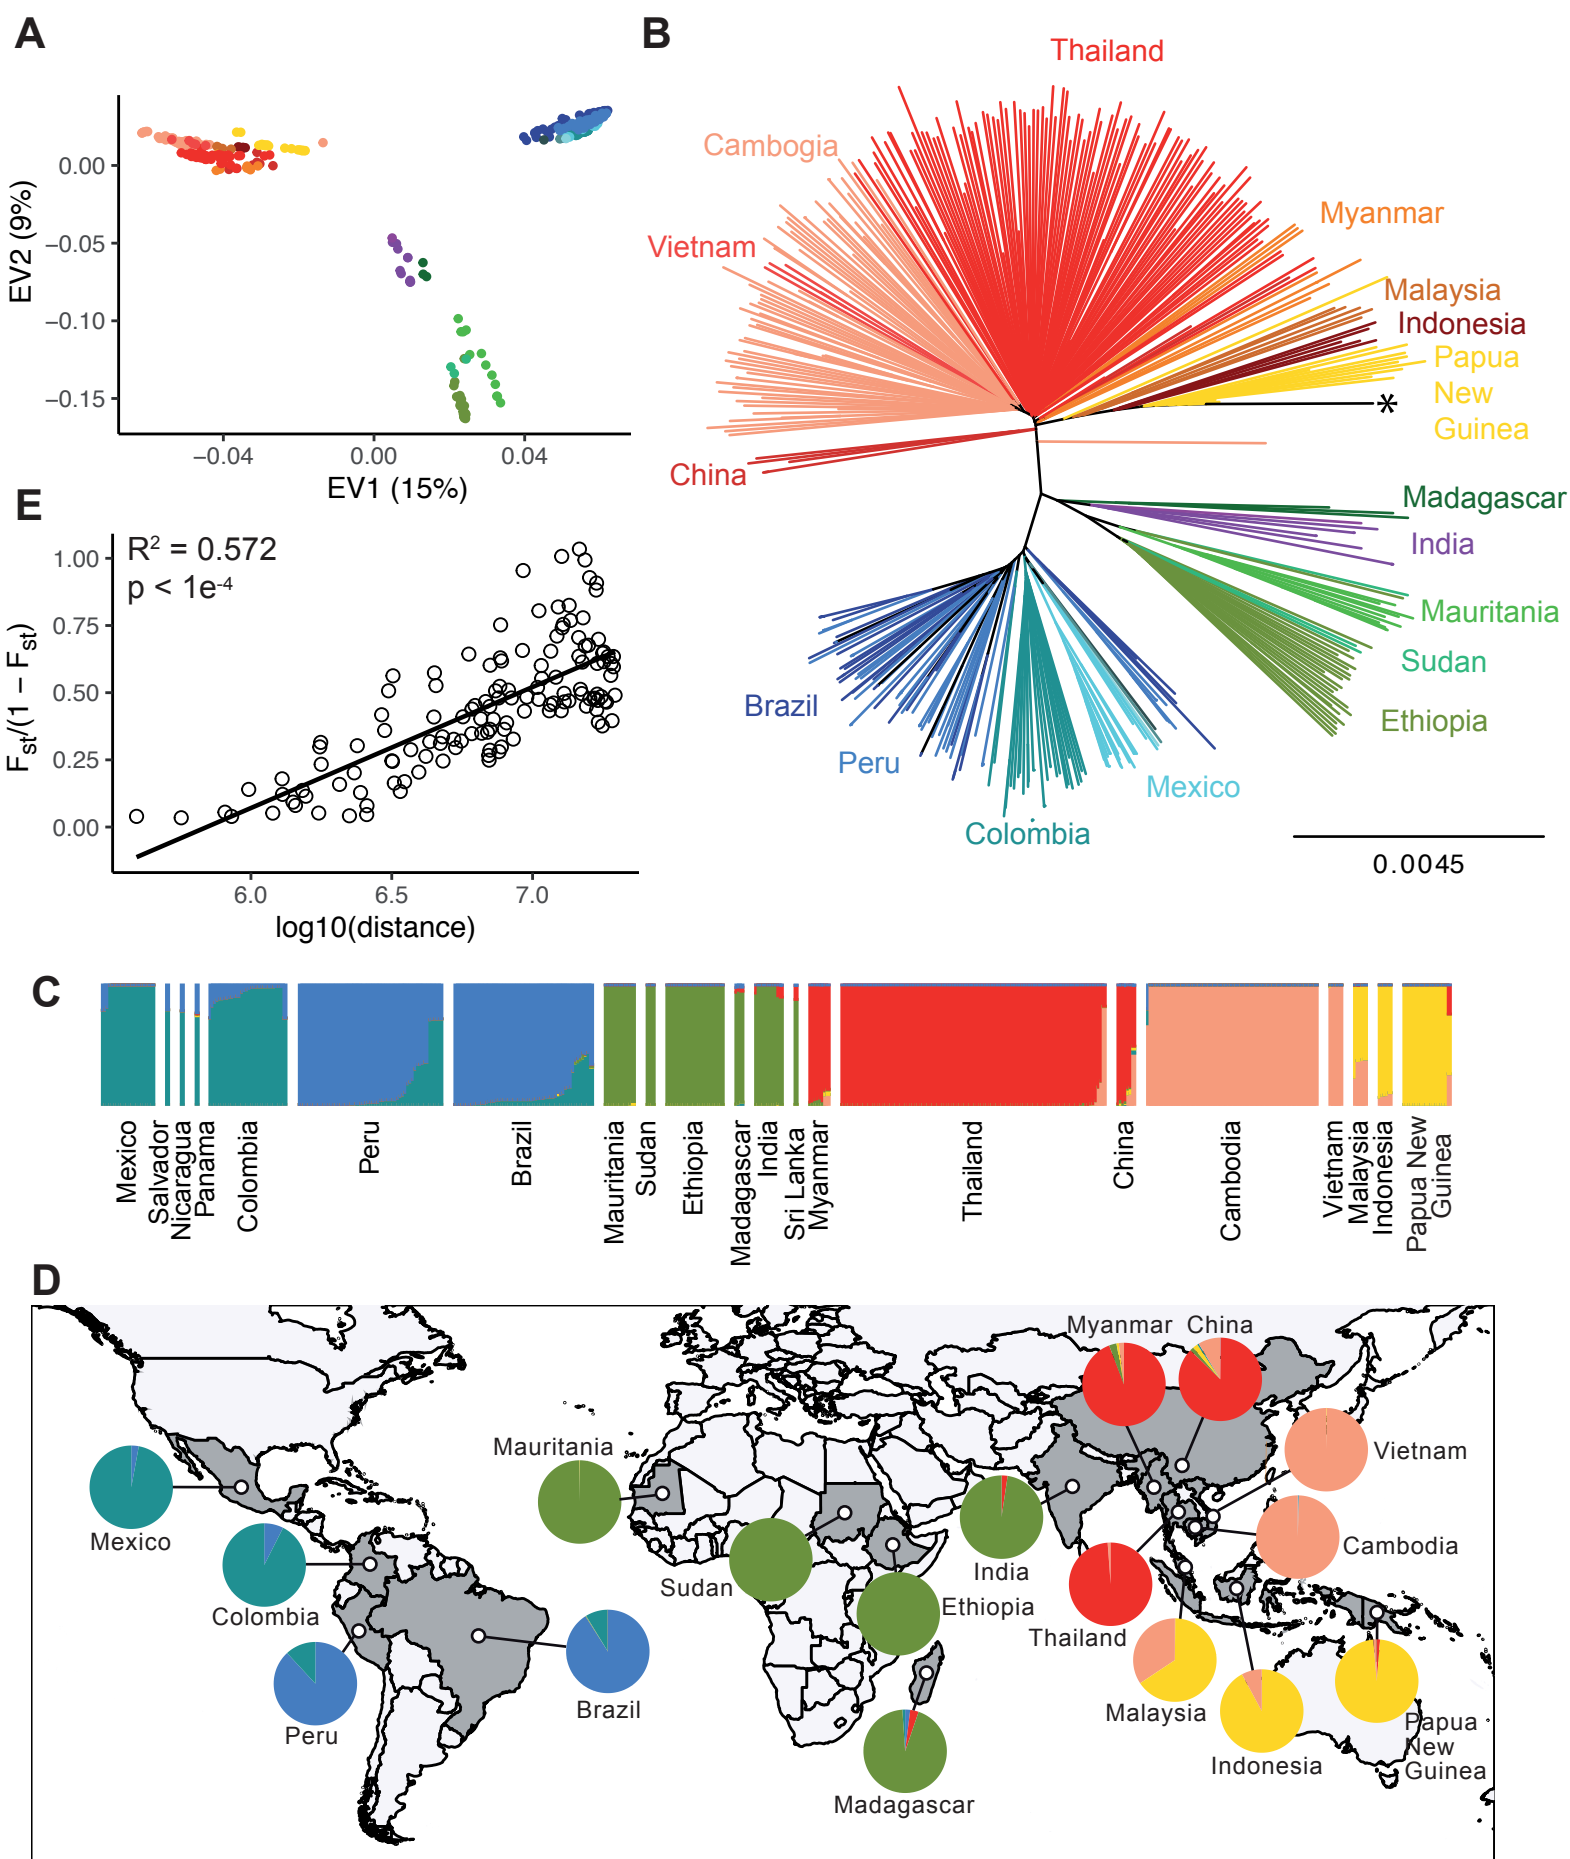 A
0.00
−0.05
−0.10
−0.15
EV2 (9%)
−0.04
0.00
0.04
EV1 (15%)
B
Thailand
Cambogia
Vietnam
Myanmar
Malaysia
Indonesia
Papua
New
Guinea
*
China
Madagascar
India
Mauritania
Sudan
Ethiopia
Brazil
Peru
Mexico
Colombia
0.0045
E
R² = 0.572
p < 1e⁻⁴
1.00
0.75
0.50
0.25
0.00
Fst/(1 − Fst)
6.0
6.5
7.0
log10(distance)
C
Mexico
Salvador
Nicaragua
Panama
Colombia
Peru
Brazil
Mauritania
Sudan
Ethiopia
Madagascar
India
Sri Lanka
Myanmar
Thailand
China
Cambodia
Vietnam
Malaysia
Indonesia
Papua New
Guinea
D
Myanmar
China
Mauritania
Vietnam
Mexico
Cambodia
India
Sudan
Colombia
Ethiopia
Thailand
Brazil
Malaysia
Peru
Papua
New
Guinea
Indonesia
Madagascar